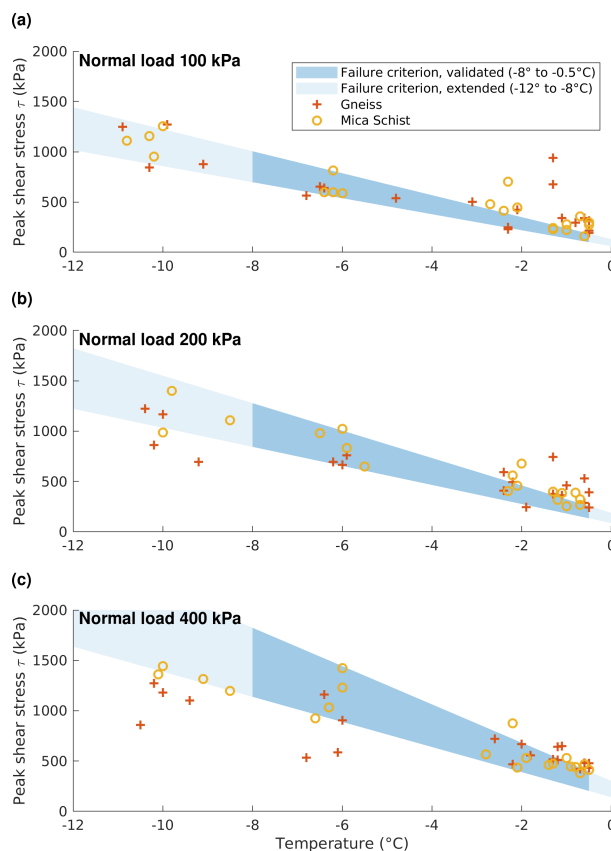 (a)
Normal load 100 kPa
Failure criterion, validated (-8° to -0.5°C)
Failure criterion, extended (-12° to -8°C)
Gneiss
Mica Schist
Peak shear stress τ (kPa)
2000
1500
1000
500
0
-12 -10 -8 -6 -4 -2 0
(b)
Normal load 200 kPa
Peak shear stress τ (kPa)
2000
1500
1000
500
0
-12 -10 -8 -6 -4 -2 0
(c)
Normal load 400 kPa
Peak shear stress τ (kPa)
2000
1500
1000
500
0
-12 -10 -8 -6 -4 -2 0
Temperature (°C)